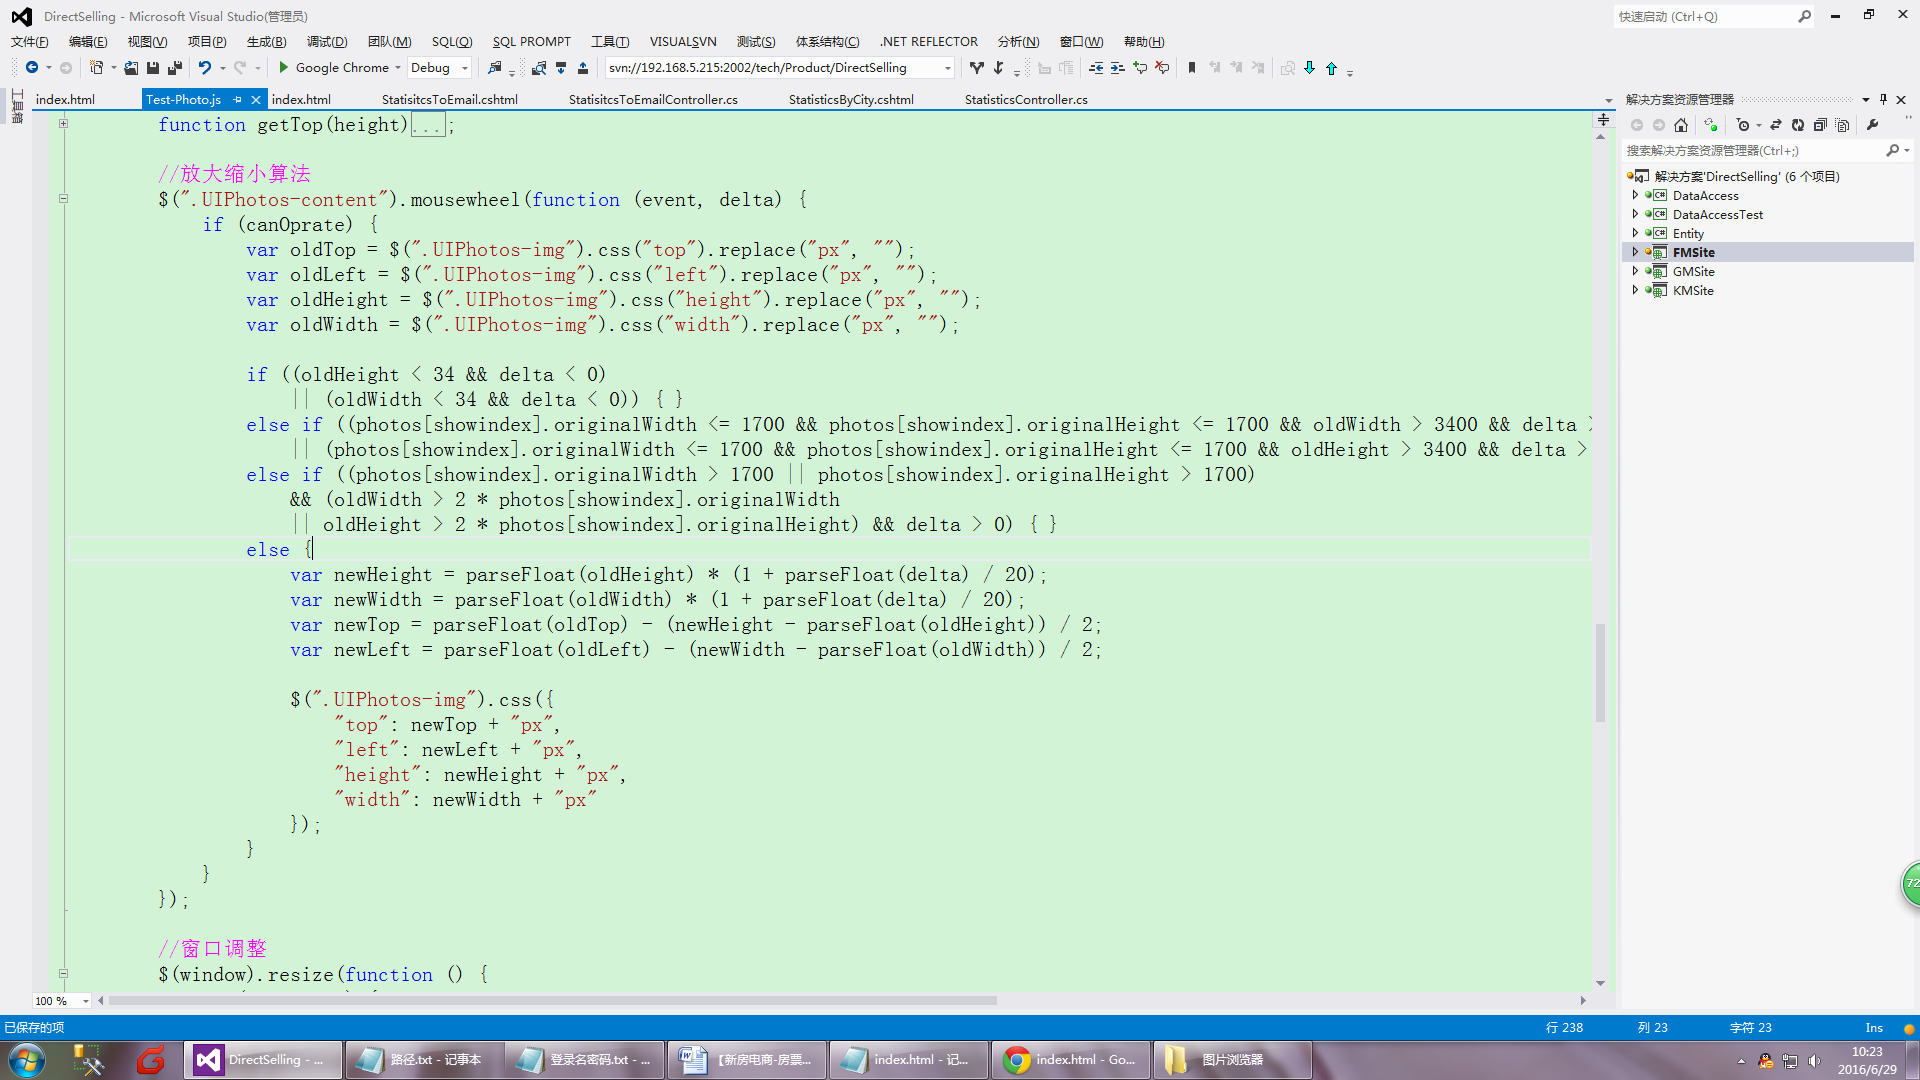 DirectSelling - Microsoft Visual Studio(管理员)
快速启动 (Ctrl+Q)
文件(F) 编辑(E) 视图(V) 项目(P) 生成(B) 调试(D) 团队(M) SQL(Q) SQL PROMPT 工具(T) VISUALSVN 测试(S) 体系结构(C) .NET REFLECTOR 分析(N) 窗口(W) 帮助(H)
Google Chrome Debug svn://192.168.5.215:2002/tech/Product/DirectSelling
工具箱
index.html Test-Photo.js index.html StatisitcsToEmail.cshtml StatisitcsToEmailController.cs StatisticsByCity.cshtml StatisticsController.cs
function getTop(height)...;
//放大缩小算法
$(".UIPhotos-content").mousewheel(function (event, delta) {
if (canOprate) {
var oldTop = $(".UIPhotos-img").css("top").replace("px", "");
var oldLeft = $(".UIPhotos-img").css("left").replace("px", "");
var oldHeight = $(".UIPhotos-img").css("height").replace("px", "");
var oldWidth = $(".UIPhotos-img").css("width").replace("px", "");
if ((oldHeight < 34 && delta < 0)
|| (oldWidth < 34 && delta < 0)) { }
else if ((photos[showindex].originalWidth <= 1700 && photos[showindex].originalHeight <= 1700 && oldWidth > 3400 && delta >
|| (photos[showindex].originalWidth <= 1700 && photos[showindex].originalHeight <= 1700 && oldHeight > 3400 && delta >
else if ((photos[showindex].originalWidth > 1700 || photos[showindex].originalHeight > 1700)
&& (oldWidth > 2 * photos[showindex].originalWidth
|| oldHeight > 2 * photos[showindex].originalHeight) && delta > 0) { }
else {
var newHeight = parseFloat(oldHeight) * (1 + parseFloat(delta) / 20);
var newWidth = parseFloat(oldWidth) * (1 + parseFloat(delta) / 20);
var newTop = parseFloat(oldTop) - (newHeight - parseFloat(oldHeight)) / 2;
var newLeft = parseFloat(oldLeft) - (newWidth - parseFloat(oldWidth)) / 2;
$(".UIPhotos-img").css({
"top": newTop + "px",
"left": newLeft + "px",
"height": newHeight + "px",
"width": newWidth + "px"
});
}
}
});
//窗口调整
$(window).resize(function () {
100 %
解决方案资源管理器
搜索解决方案资源管理器(Ctrl+;)
解决方案'DirectSelling' (6 个项目)
DataAccess
DataAccessTest
Entity
FMSite
GMSite
KMSite
72
已保存的项 行 238 列 23 字符 23 Ins
DirectSelling - ... 路径.txt - 记事本 登录名密码.txt - ... 【新房电商-房票... index.html - 记... index.html - Go... 图片浏览器
10:23
2016/6/29